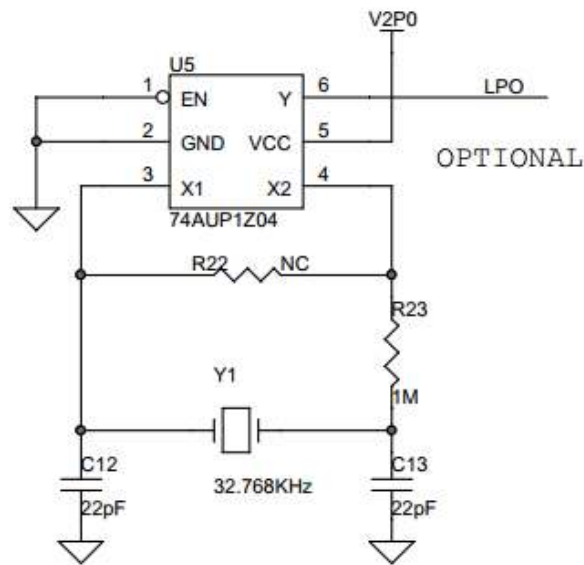 V2P0
U5
1 EN Y 6 LPO
2 GND VCC 5
OPTIONAL
3 X1 X2 4
74AUP1Z04
R22 NC
R23
Y1
1M
C12 C13
32.768KHz
22pF 22pF